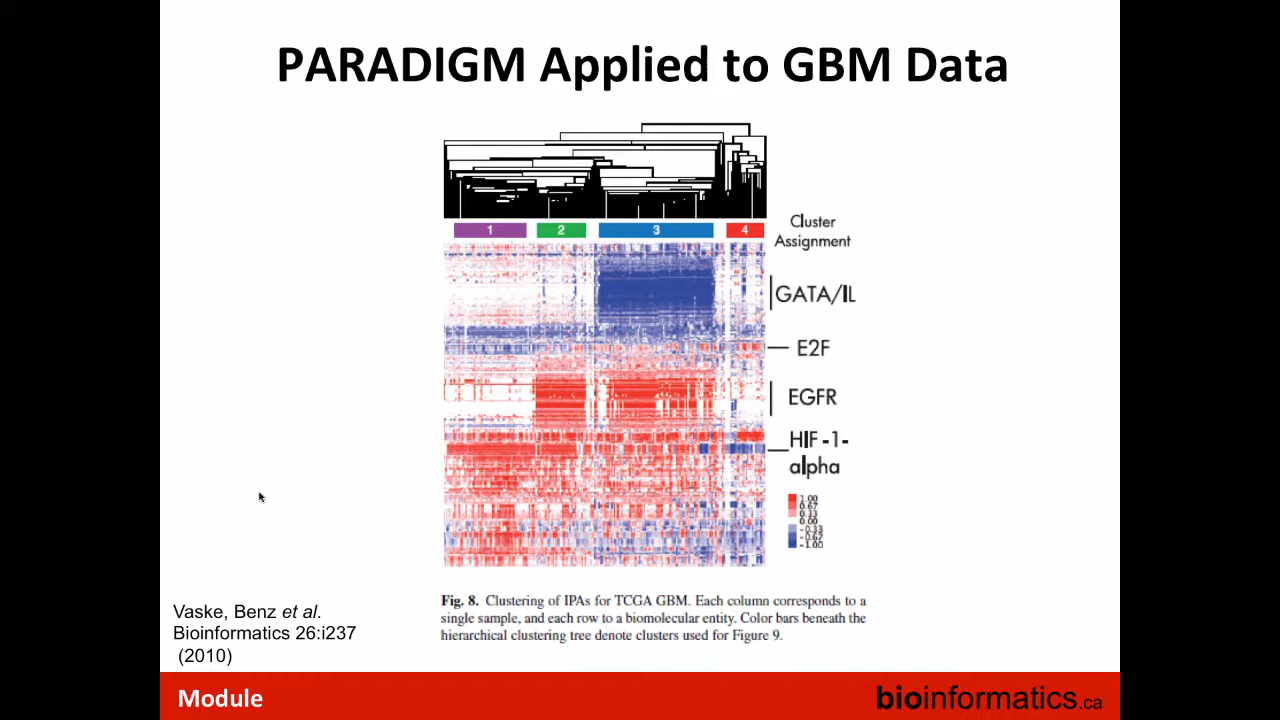 PARADIGM Applied to GBM Data
1
2
3
4
Cluster
Assignment
GATA/IL
E2F
EGFR
HIF -1-
alpha
1.00
0.67
0.33
0.00
-0.33
-0.67
-1.00
Fig. 8. Clustering of IPAs for TCGA GBM. Each column corresponds to a
single sample, and each row to a biomolecular entity. Color bars beneath the
hierarchical clustering tree denote clusters used for Figure 9.
Vaske, Benz et al.
Bioinformatics 26:i237
(2010)
Module
bioinformatics.ca